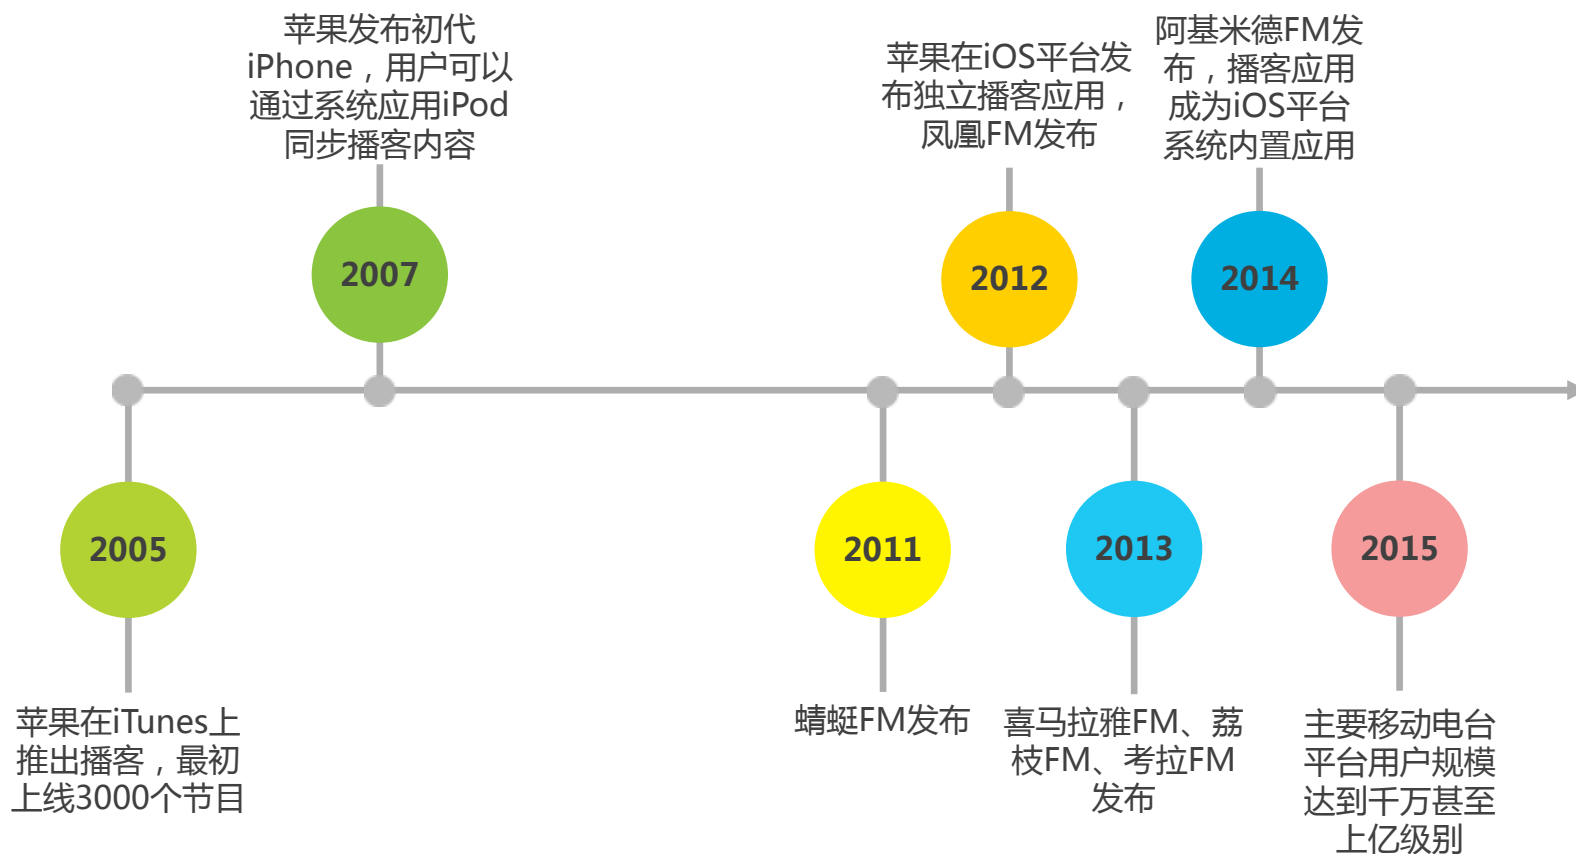 苹果发布初代
iPhone，用户可以
通过系统应用iPod
同步播客内容
苹果在iOS平台发
布独立播客应用，
凤凰FM发布
阿基米德FM发
布，播客应用
成为iOS平台
系统内置应用
2007
2012
2014
2005
2011
2013
2015
苹果在iTunes上
推出播客，最初
上线3000个节目
蜻蜓FM发布
喜马拉雅FM、荔
枝FM、考拉FM
发布
主要移动电台
平台用户规模
达到千万甚至
上亿级别